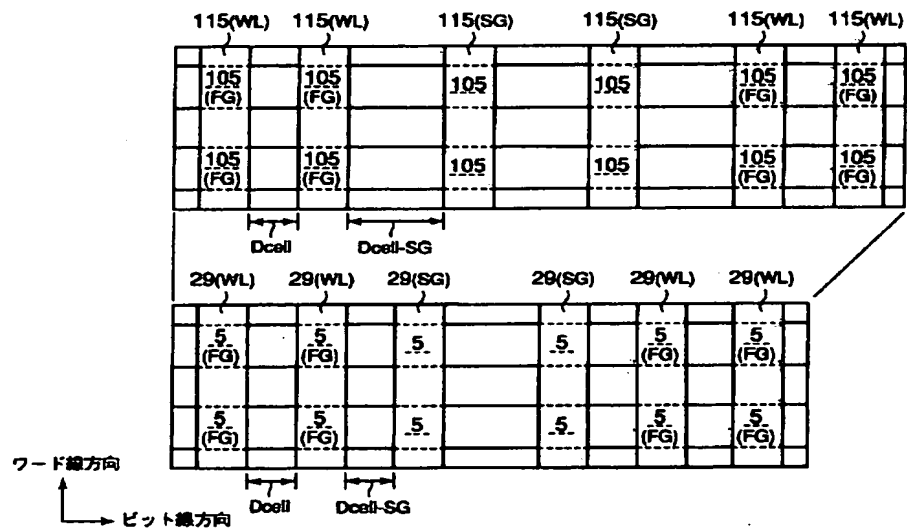 115(WL) 115(WL) 115(SG) 115(SG) 115(WL) 115(WL)
105 105 105 105 105 105
(FG) (FG) (FG) (FG)
105 105 105 105 105 105
(FG) (FG) (FG) (FG)
Dcell Dcell-SG
29(WL) 29(WL) 29(SG) 29(SG) 29(WL) 29(WL)
5 5 5 5 5 5
(FG) (FG) (FG) (FG)
5 5 5 5 5 5
(FG) (FG) (FG) (FG)
Dcell Dcell-SG
ワード線方向
ビット線方向